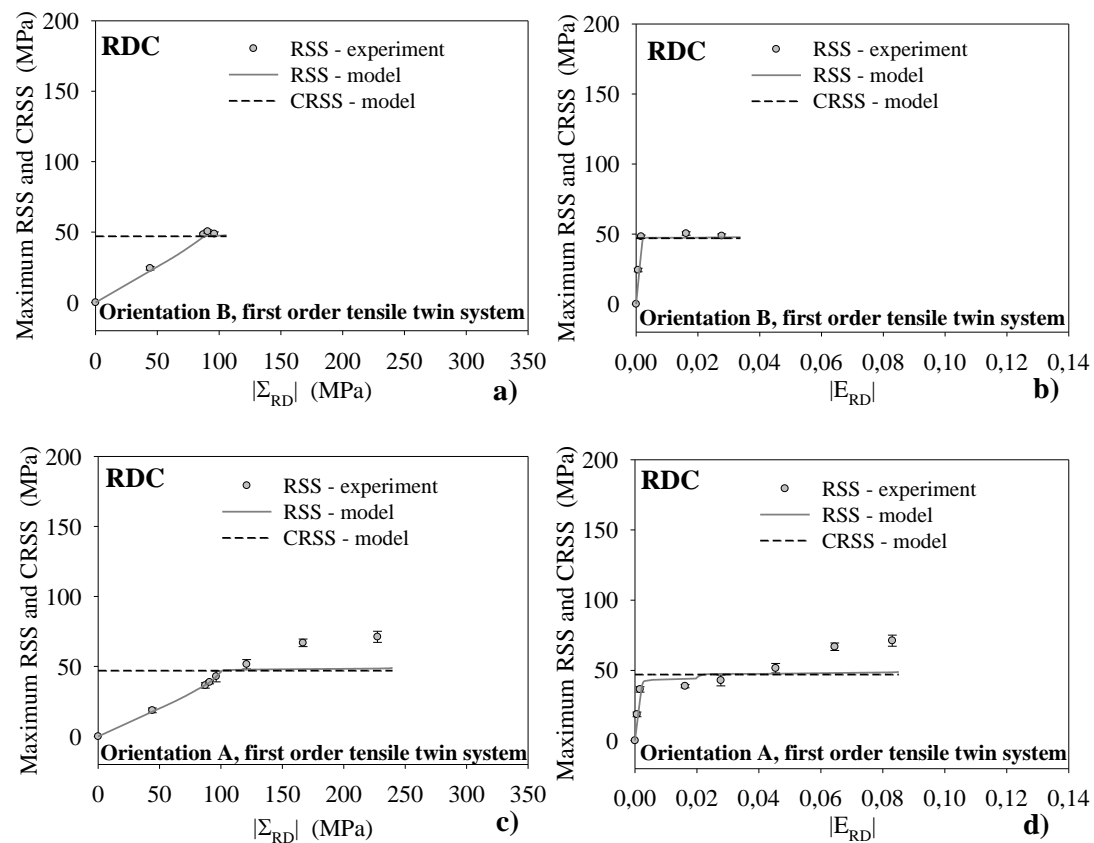 RDC
RSS - experiment
RSS - model
CRSS - model
Maximum RSS and CRSS (MPa)
200
150
100
50
0
Orientation B, first order tensile twin system
0 50 100 150 200 250 300 350
|Σ_RD| (MPa)
a)
RDC
RSS - experiment
RSS - model
CRSS - model
Maximum RSS and CRSS (MPa)
200
150
100
50
0
Orientation B, first order tensile twin system
0,00 0,02 0,04 0,06 0,08 0,10 0,12 0,14
|E_RD|
b)
RDC
RSS - experiment
RSS - model
CRSS - model
Maximum RSS and CRSS (MPa)
200
150
100
50
0
Orientation A, first order tensile twin system
0 50 100 150 200 250 300 350
|Σ_RD| (MPa)
c)
RDC
RSS - experiment
RSS - model
CRSS - model
Maximum RSS and CRSS (MPa)
200
150
100
50
0
Orientation A, first order tensile twin system
0,00 0,02 0,04 0,06 0,08 0,10 0,12 0,14
|E_RD|
d)